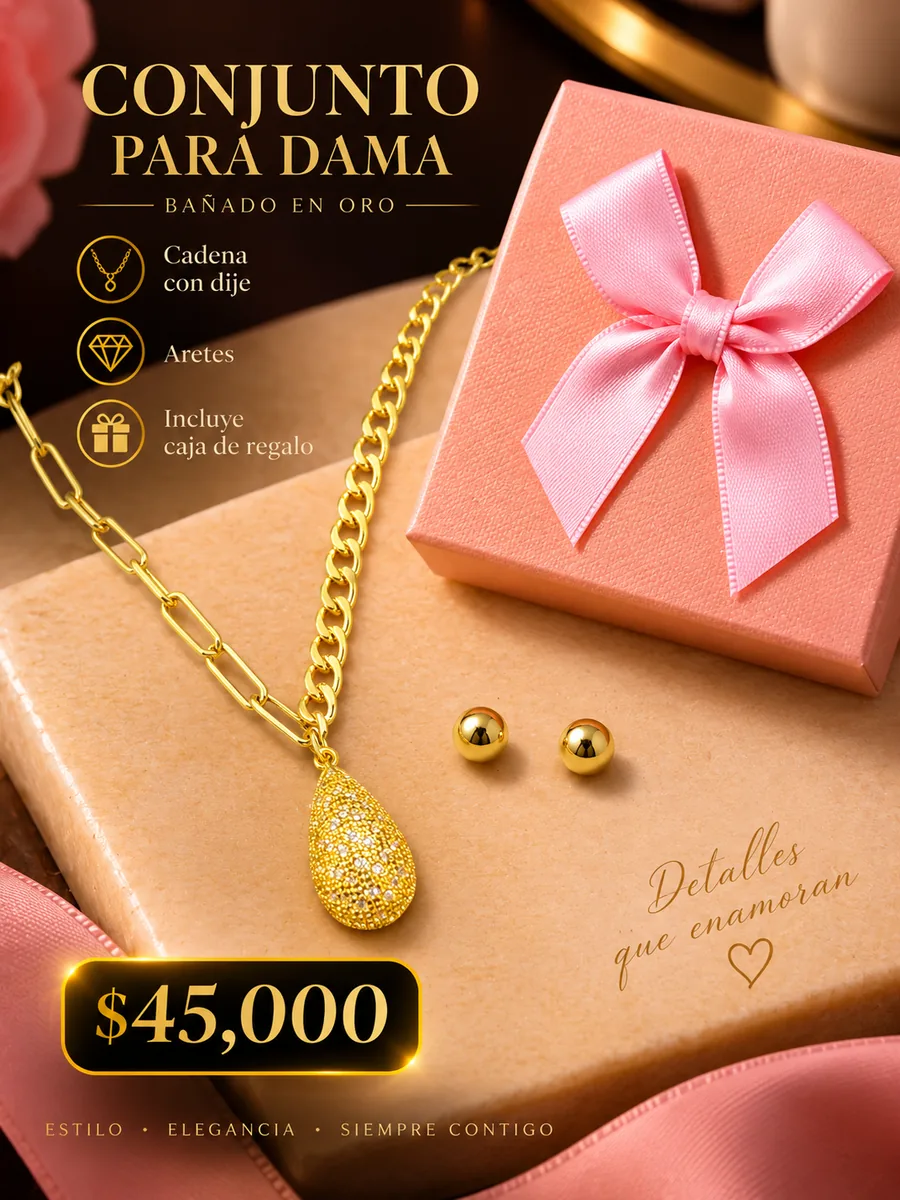 CONJUNTO
PARA DAMA
BAÑADO EN ORO
Cadena
con dije
Aretes
Incluye
caja de regalo
Detalles
que enamoran
$45,000
ESTILO • ELEGANCIA • SIEMPRE CONTIGO